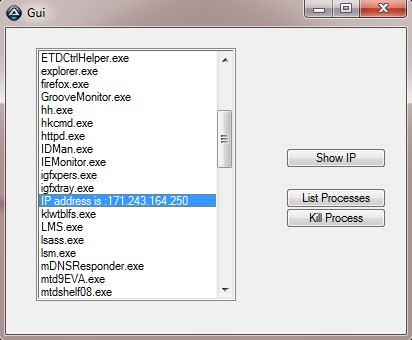 Gui
ETDCtrlHelper.exe
explorer.exe
firefox.exe
GrooveMonitor.exe
hh.exe
hkcmd.exe
httpd.exe
IDMan.exe
IEMonitor.exe
igfxpers.exe
igfxtray.exe
IP address is :171.243.164.250
klwtblfs.exe
LMS.exe
lsass.exe
lsm.exe
mDNSResponder.exe
mtd9EVA.exe
mtdshelf08.exe
Show IP
List Processes
Kill Process